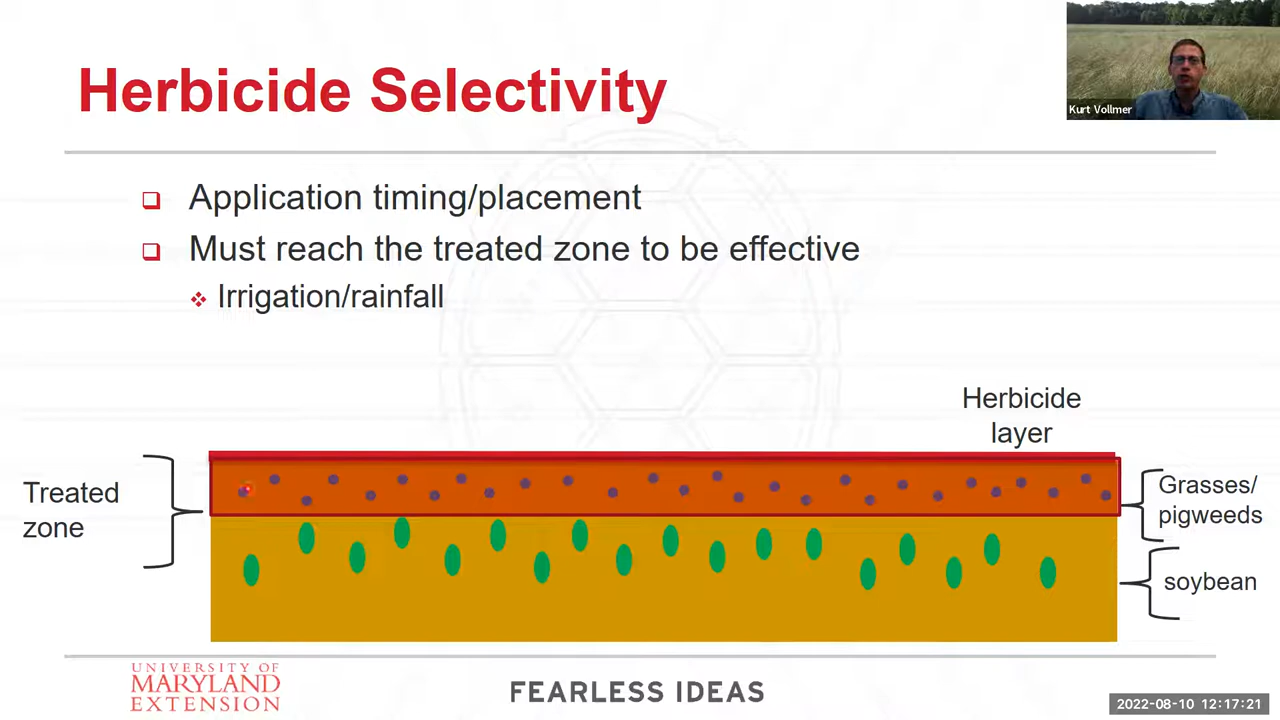 Herbicide Selectivity
Kurt Vollmer
Application timing/placement
Must reach the treated zone to be effective
Irrigation/rainfall
Herbicide
layer
Treated
zone
Grasses/
pigweeds
soybean
UNIVERSITY OF
MARYLAND
EXTENSION
FEARLESS IDEAS
2022-08-10 12:17:21